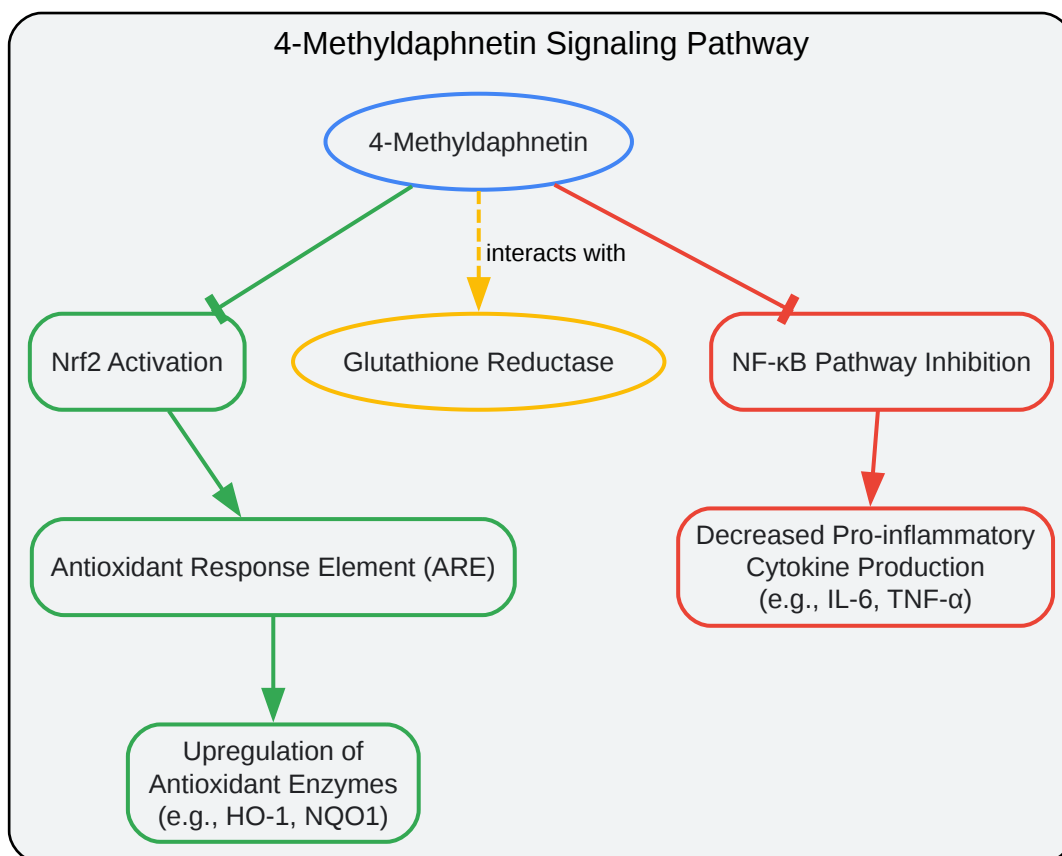 4-Methyldaphnetin Signaling Pathway
4-Methyldaphnetin
interacts with
Nrf2 Activation
Glutathione Reductase
NF-κB Pathway Inhibition
Antioxidant Response Element (ARE)
Decreased Pro-inflammatory
Cytokine Production
(e.g., IL-6, TNF-α)
Upregulation of
Antioxidant Enzymes
(e.g., HO-1, NQO1)